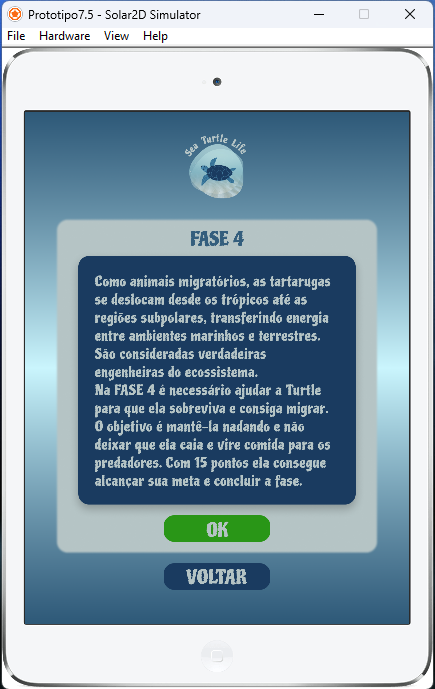 Prototipo7.5 - Solar2D Simulator
File Hardware View Help
Sea Turtle Life
FASE 4
Como animais migratórios, as tartarugas
se deslocam desde os trópicos até as
regiões subpolares, transferindo energia
entre ambientes marinhos e terrestres.
São consideradas verdadeiras
engenheiras do ecossistema.
Na FASE 4 é necessário ajudar a Turtle
para que ela sobreviva e consiga migrar.
O objetivo é mantê-la nadando e não
deixar que ela caia e vire comida para os
predadores. Com 15 pontos ela consegue
alcançar sua meta e concluir a fase.
OK
VOLTAR